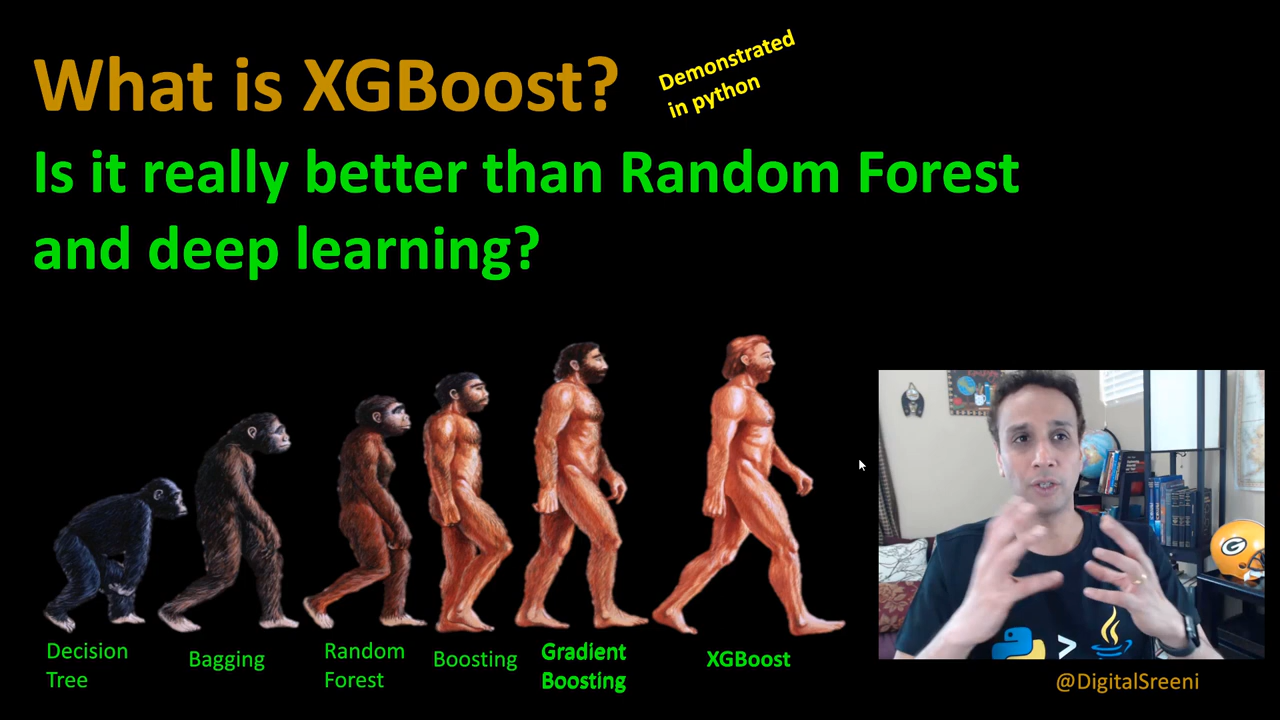 What is XGBoost?
Demonstrated
in python
Is it really better than Random Forest
and deep learning?
Decision
Tree
Bagging
Random
Forest
Boosting
Gradient
Boosting
XGBoost
>
G
@DigitalSreeni